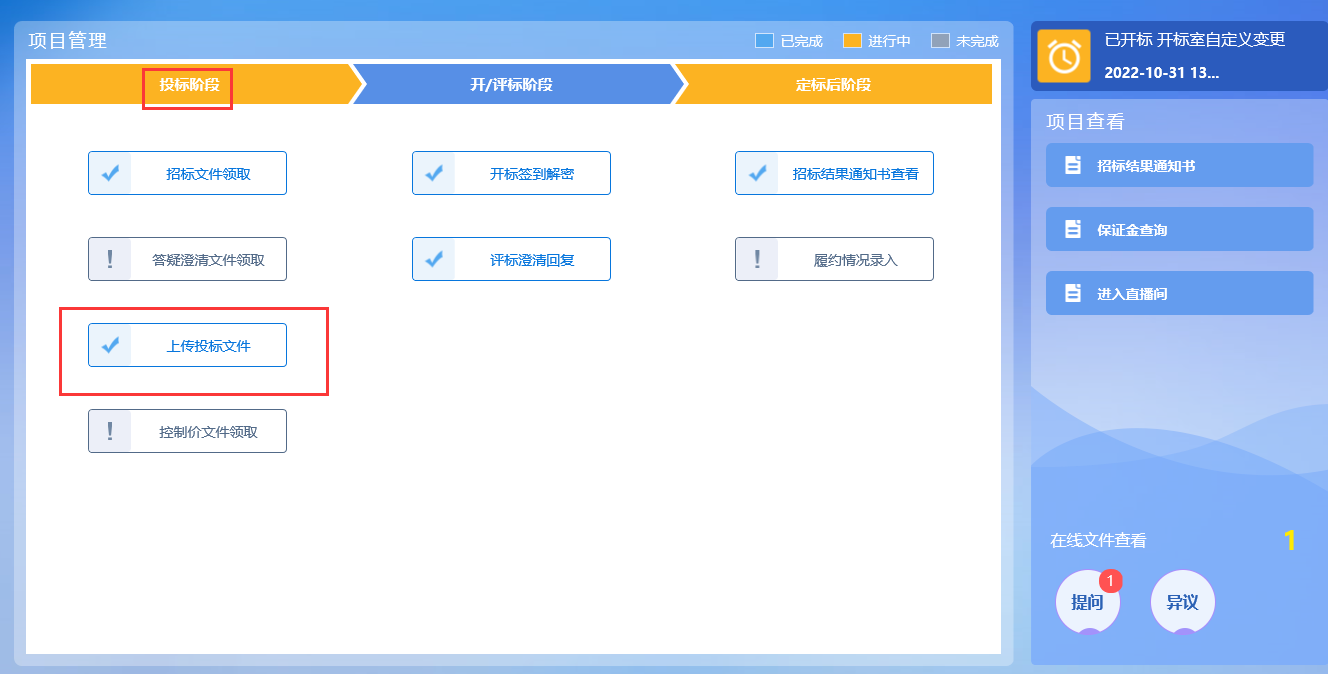 项目管理
已完成 进行中 未完成
投标阶段
开/评标阶段
定标后阶段
招标文件领取
开标签到解密
招标结果通知书查看
! 答疑澄清文件领取
评标澄清回复
! 履约情况录入
上传投标文件
! 控制价文件领取
已开标 开标室自定义变更
2022-10-31 13...
项目查看
招标结果通知书
保证金查询
进入直播间
在线文件查看
1
提问
1
异议